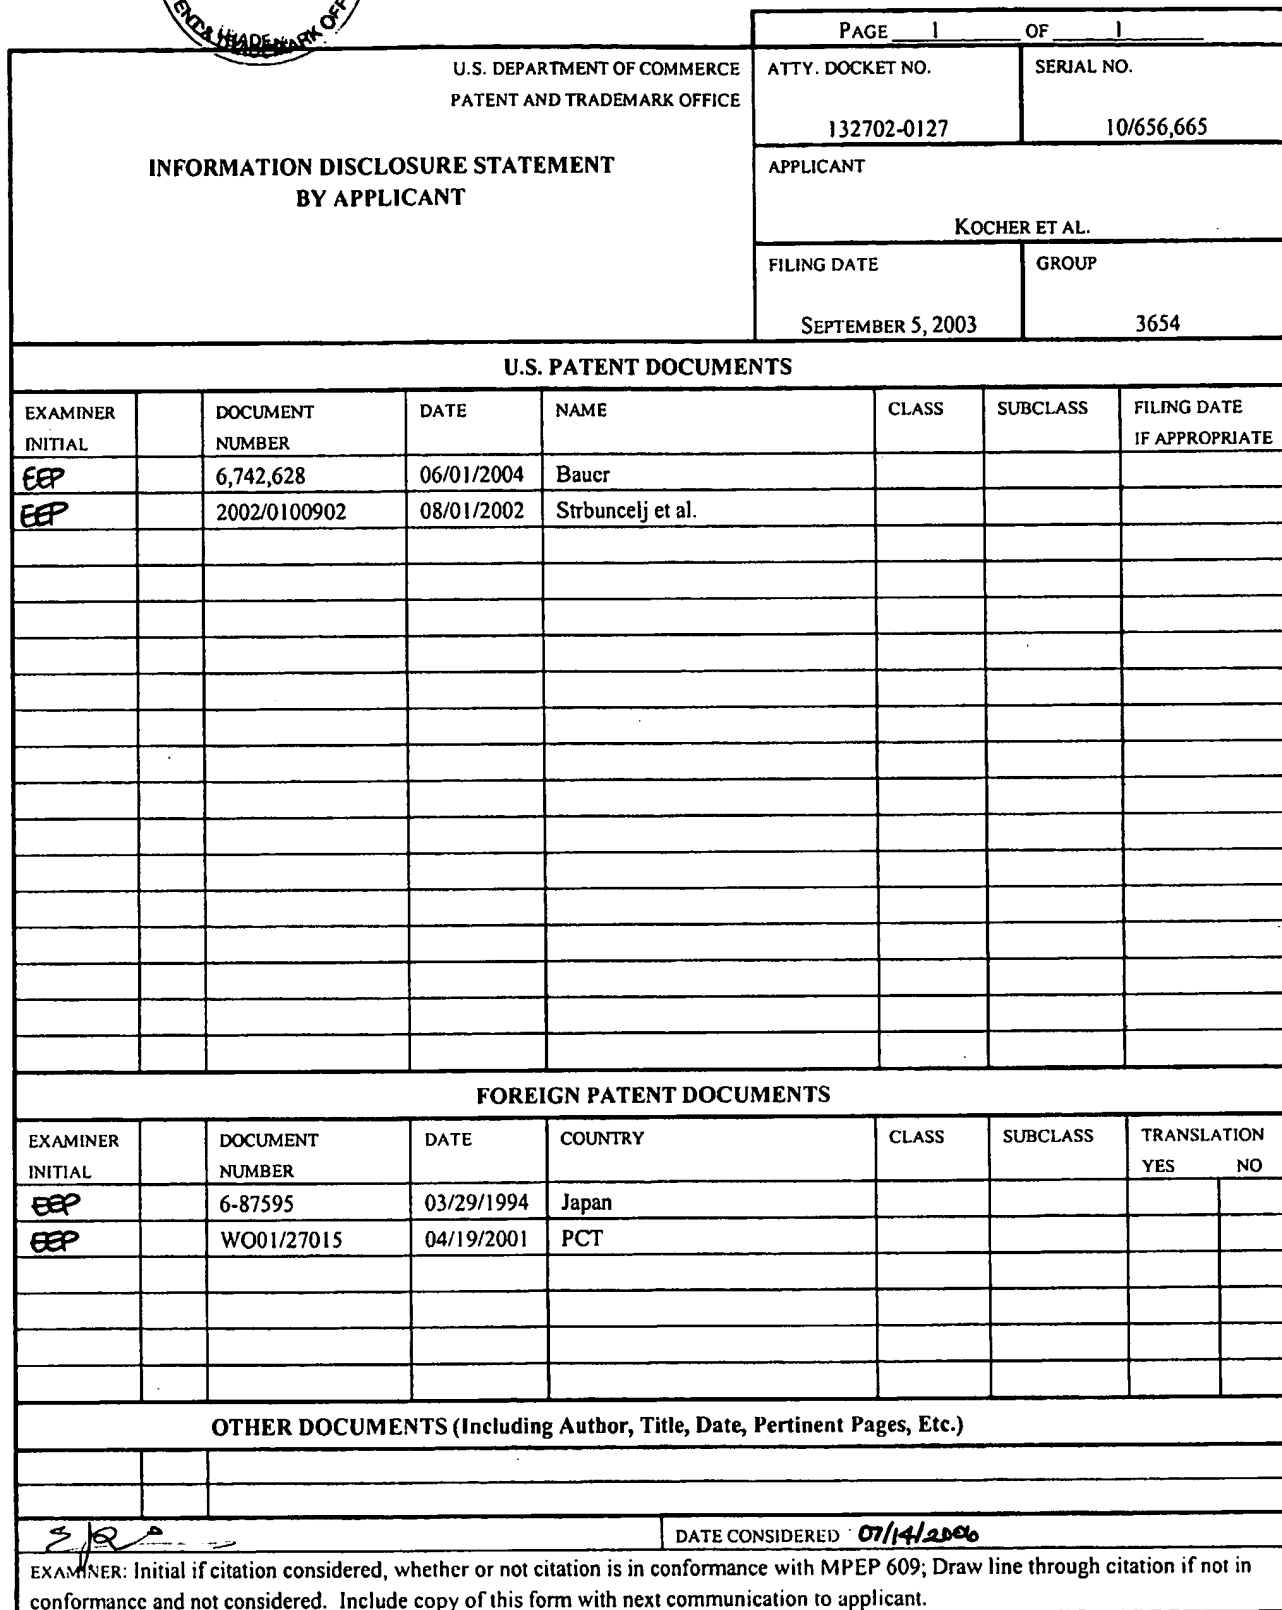 PAGE 1 OF 1
U.S. DEPARTMENT OF COMMERCE
PATENT AND TRADEMARK OFFICE
INFORMATION DISCLOSURE STATEMENT
BY APPLICANT
ATTY. DOCKET NO.
132702-0127
SERIAL NO.
10/656,665
APPLICANT
KOCHER ET AL.
FILING DATE
SEPTEMBER 5, 2003
GROUP
3654
U.S. PATENT DOCUMENTS
EXAMINER INITIAL DOCUMENT NUMBER DATE NAME CLASS SUBCLASS FILING DATE IF APPROPRIATE
EEP 6,742,628 06/01/2004 Bauer
EEP 2002/0100902 08/01/2002 Strbuncelj et al.
FOREIGN PATENT DOCUMENTS
EXAMINER INITIAL DOCUMENT NUMBER DATE COUNTRY CLASS SUBCLASS TRANSLATION YES NO
EEP 6-87595 03/29/1994 Japan
EEP WO01/27015 04/19/2001 PCT
OTHER DOCUMENTS (Including Author, Title, Date, Pertinent Pages, Etc.)
DATE CONSIDERED 07/14/2006
EXAMINER: Initial if citation considered, whether or not citation is in conformance with MPEP 609; Draw line through citation if not in
conformance and not considered. Include copy of this form with next communication to applicant.